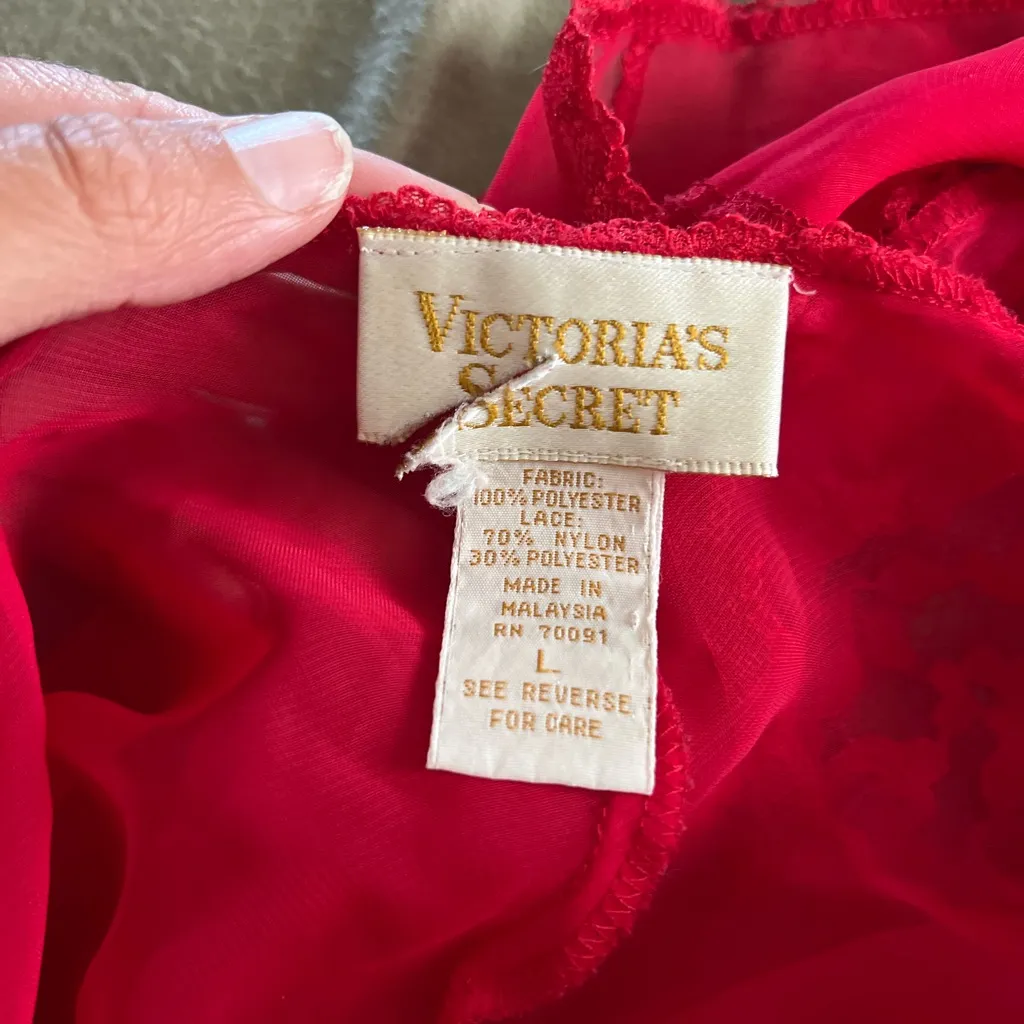 VICTORIA'S
SECRET
FABRIC:
100% POLYESTER
LACE:
70% NYLON
30% POLYESTER
MADE IN
MALAYSIA
RN 70091
L
SEE REVERSE
FOR CARE